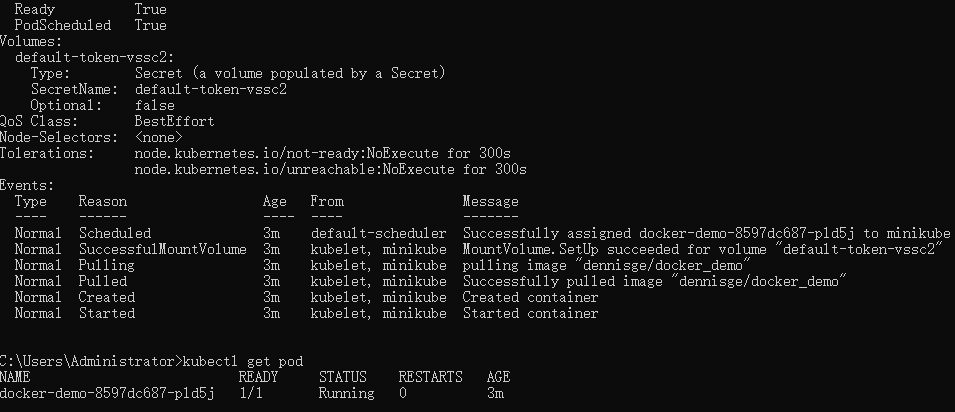 Ready           True
PodScheduled    True
Volumes:
default-token-vssc2:
Type:        Secret (a volume populated by a Secret)
SecretName:  default-token-vssc2
Optional:    false
QoS Class:       BestEffort
Node-Selectors:  <none>
Tolerations:     node.kubernetes.io/not-ready:NoExecute for 300s
node.kubernetes.io/unreachable:NoExecute for 300s
Events:
Type    Reason                 Age   From               Message
----    ------                 ----  ----               -------
Normal  Scheduled              3m    default-scheduler  Successfully assigned docker-demo-8597dc687-pld5j to minikube
Normal  SuccessfulMountVolume  3m    kubelet, minikube  MountVolume.SetUp succeeded for volume "default-token-vssc2"
Normal  Pulling                3m    kubelet, minikube  pulling image "dennisge/docker_demo"
Normal  Pulled                 3m    kubelet, minikube  Successfully pulled image "dennisge/docker_demo"
Normal  Created                3m    kubelet, minikube  Created container
Normal  Started                3m    kubelet, minikube  Started container
C:\Users\Administrator>kubectl get pod
NAME                          READY     STATUS    RESTARTS   AGE
docker-demo-8597dc687-pld5j   1/1       Running   0          3m